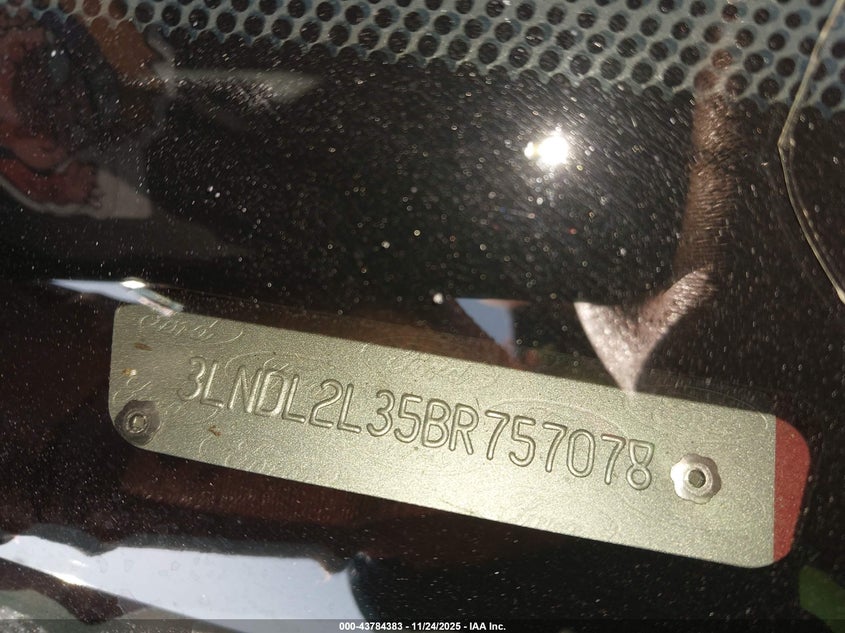 3LNDL2L35BR757078
000-43784383 - 11/24/2025 - IAA Inc.